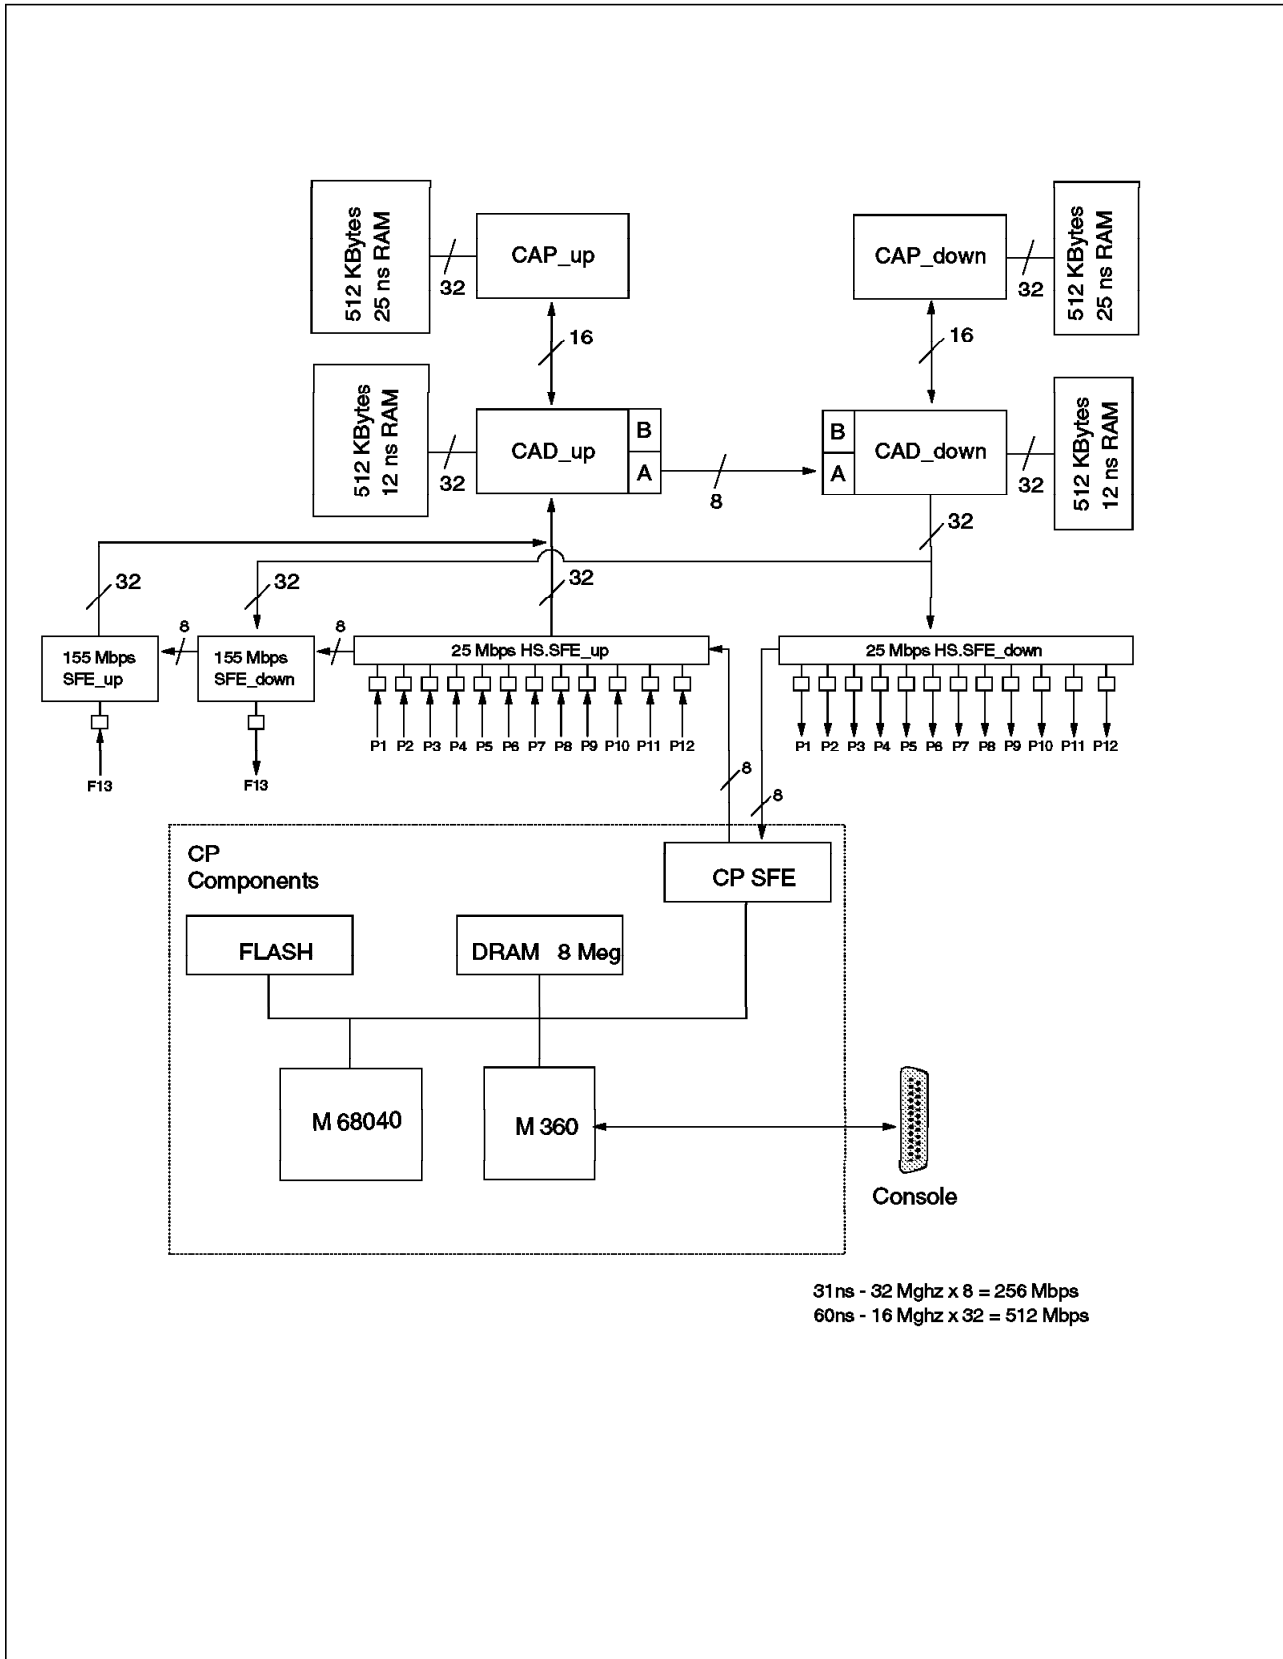 512 KBytes
25 ns RAM
32
CAP_up
CAP_down
32
512 KBytes
25 ns RAM
16
16
512 KBytes
12 ns RAM
32
CAD_up
B
A
8
B
A
CAD_down
32
512 KBytes
12 ns RAM
32
32
32
32
8
8
155 Mbps
SFE_up
155 Mbps
SFE_down
25 Mbps HS.SFE_up
25 Mbps HS.SFE_down
P1 P2 P3 P4 P5 P6 P7 P8 P9 P10 P11 P12
P1 P2 P3 P4 P5 P6 P7 P8 P9 P10 P11 P12
F13
F13
8
8
CP
Components
CP SFE
FLASH
DRAM 8 Meg
M 68040
M 360
Console
31ns - 32 Mghz x 8 = 256 Mbps
60ns - 16 Mghz x 32 = 512 Mbps